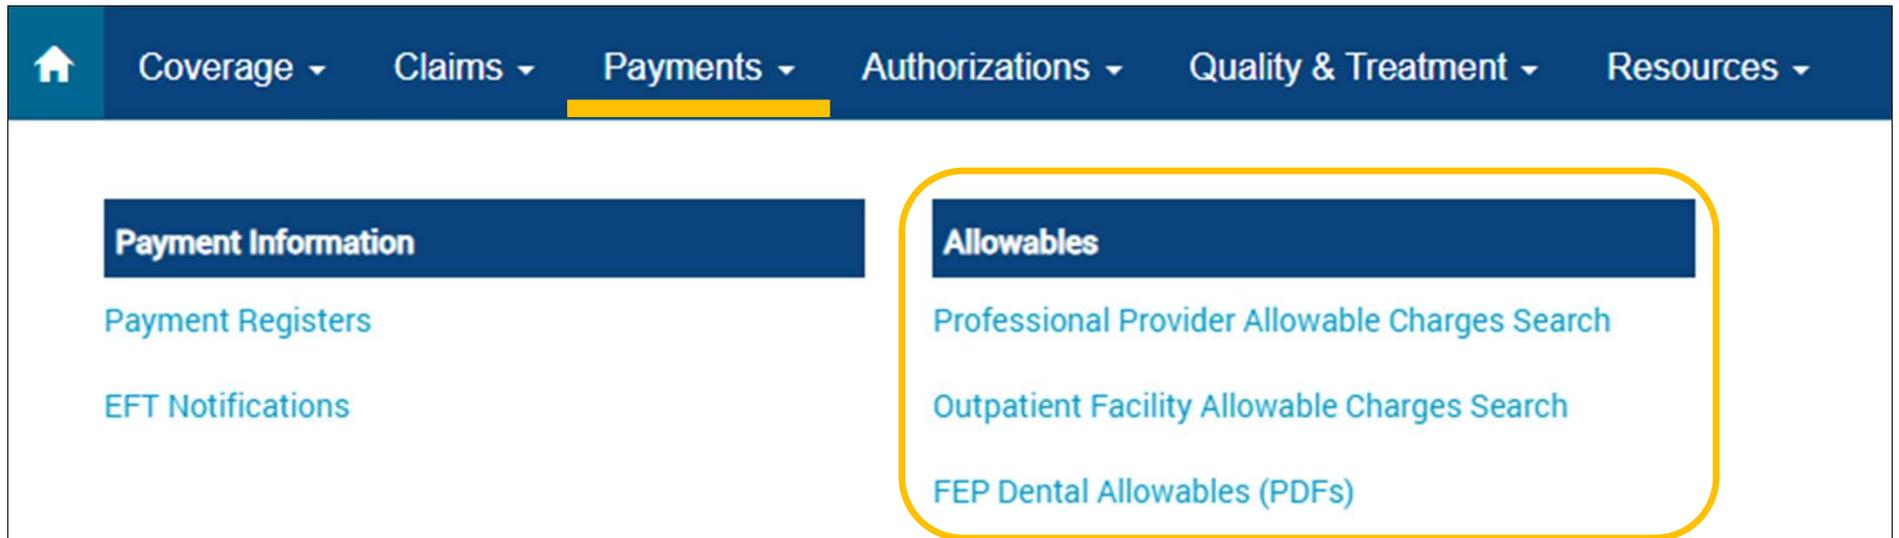 Coverage Claims Payments Authorizations Quality & Treatment Resources
Payment Information
Payment Registers
EFT Notifications
Allowables
Professional Provider Allowable Charges Search
Outpatient Facility Allowable Charges Search
FEP Dental Allowables (PDFs)